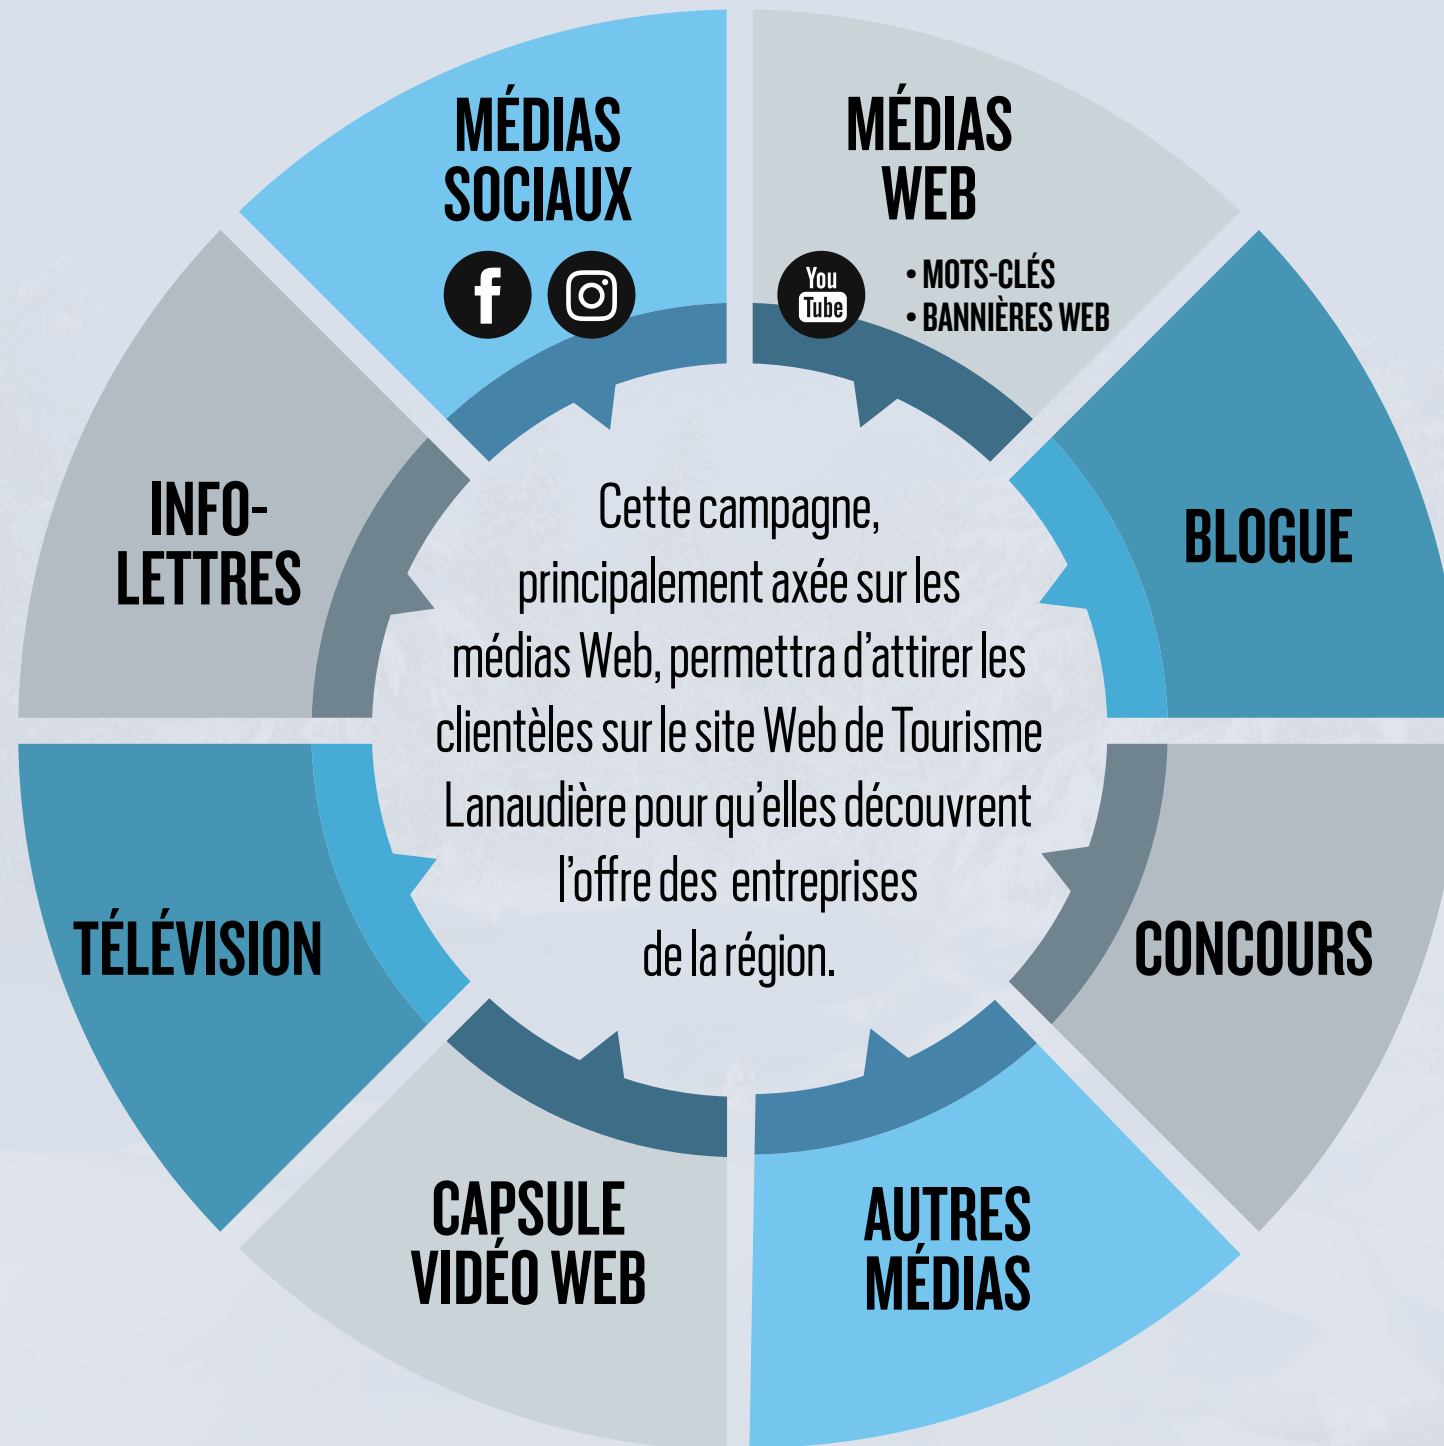 MÉDIAS
SOCIAUX
f
MÉDIAS
WEB
You
Tube
• MOTS-CLÉS
• BANNIÈRES WEB
BLOGUE
CONCOURS
AUTRES
MÉDIAS
CAPSULE
VIDÉO WEB
TÉLÉVISION
INFO-
LETTRES
Cette campagne,
principalement axée sur les
médias Web, permettra d’attirer les
clientèles sur le site Web de Tourisme
Lanaudière pour qu’elles découvrent
l’offre des entreprises
de la région.